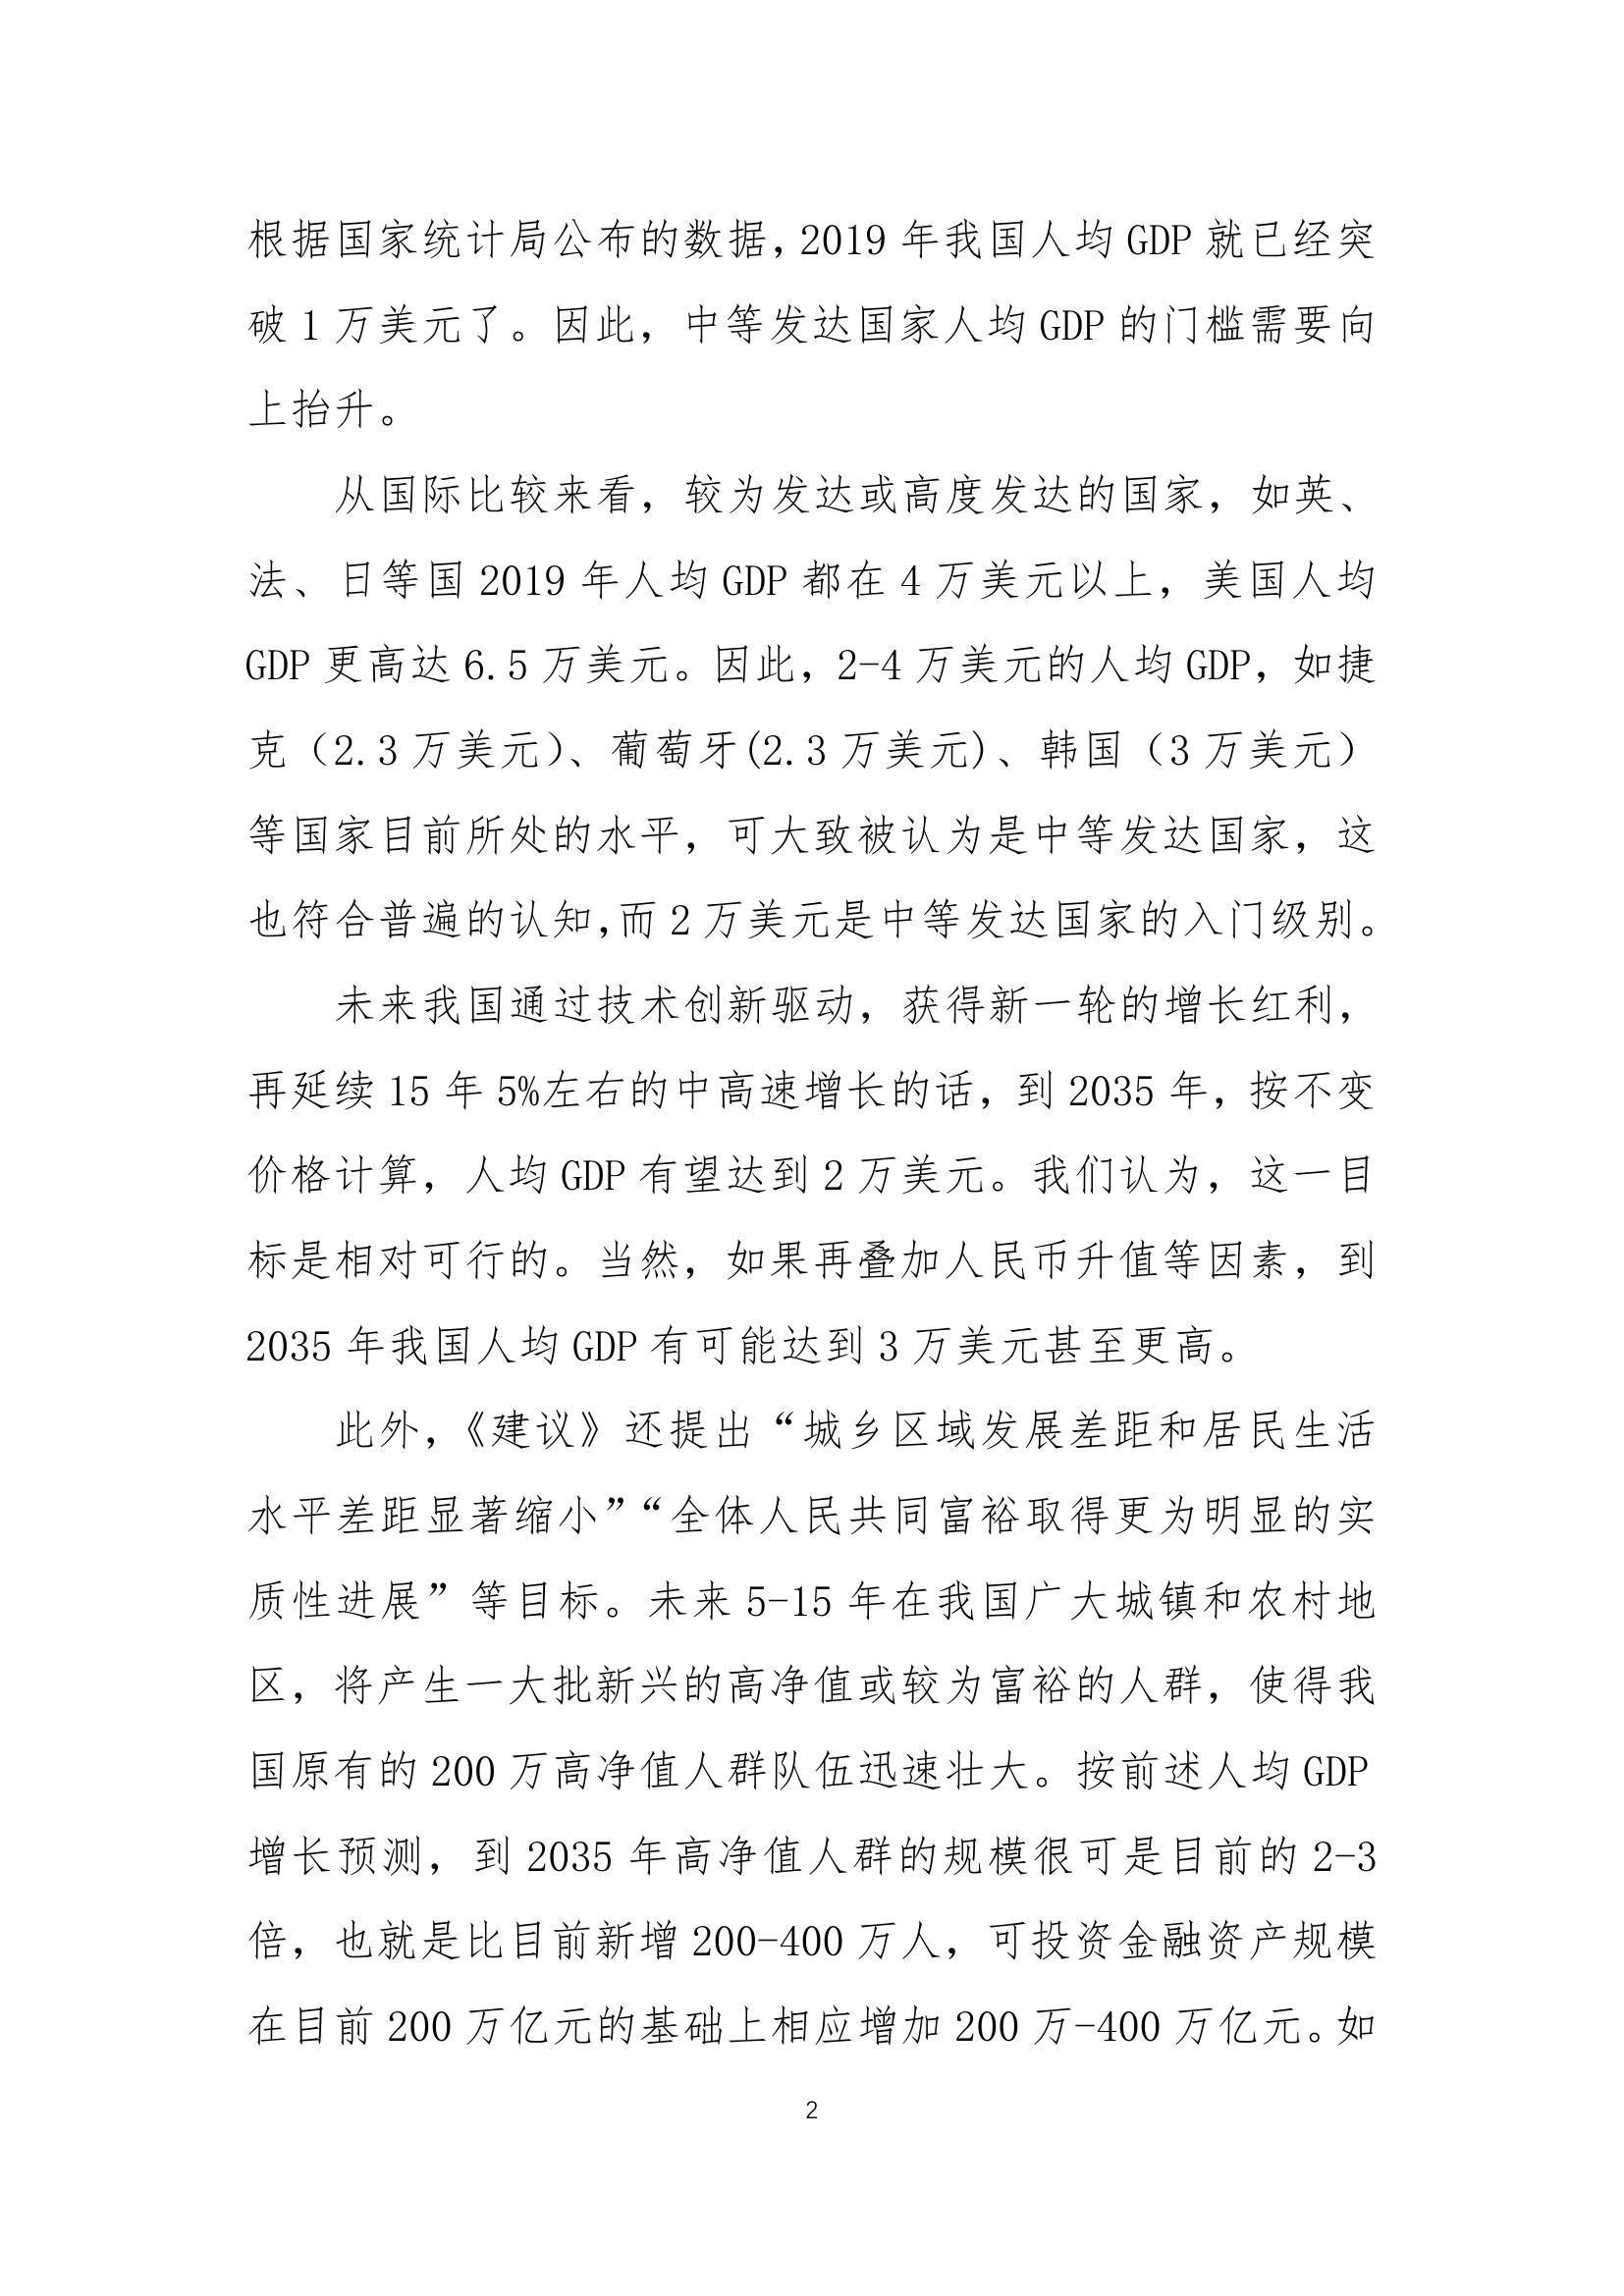 根据国家统计局公布的数据，2019 年我国人均 GDP 就已经突
破 1 万美元了。因此，中等发达国家人均 GDP 的门槛需要向
上抬升。
从国际比较来看，较为发达或高度发达的国家，如英、
法、日等国 2019 年人均 GDP 都在 4 万美元以上，美国人均
GDP 更高达 6.5 万美元。因此，2-4 万美元的人均 GDP，如捷
克（2.3 万美元）、葡萄牙(2.3 万美元)、韩国（3 万美元）
等国家目前所处的水平，可大致被认为是中等发达国家，这
也符合普遍的认知，而 2 万美元是中等发达国家的入门级别。
未来我国通过技术创新驱动，获得新一轮的增长红利，
再延续 15 年 5%左右的中高速增长的话，到 2035 年，按不变
价格计算，人均 GDP 有望达到 2 万美元。我们认为，这一目
标是相对可行的。当然，如果再叠加人民币升值等因素，到
2035 年我国人均 GDP 有可能达到 3 万美元甚至更高。
此外，《建议》还提出“城乡区域发展差距和居民生活
水平差距显著缩小”“全体人民共同富裕取得更为明显的实
质性进展”等目标。未来 5-15 年在我国广大城镇和农村地
区，将产生一大批新兴的高净值或较为富裕的人群，使得我
国原有的 200 万高净值人群队伍迅速壮大。按前述人均 GDP
增长预测，到 2035 年高净值人群的规模很可是目前的 2-3
倍，也就是比目前新增 200-400 万人，可投资金融资产规模
在目前 200 万亿元的基础上相应增加 200 万-400 万亿元。如
2